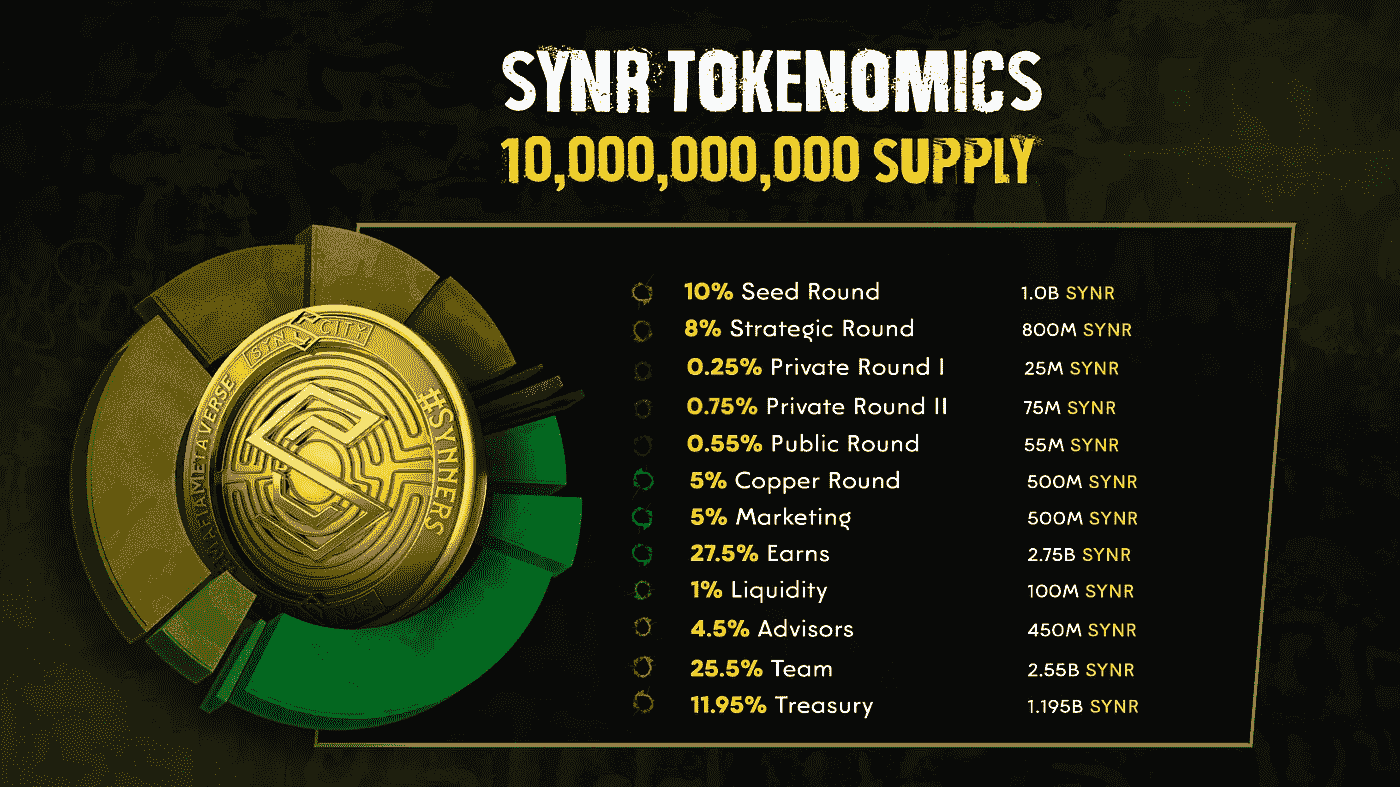 SYNR TOKENOMICS
10,000,000,000 SUPPLY
SYN CITY
MAFIAMETAVERSE
#SYNNERS
10% Seed Round 1.0B SYNR
8% Strategic Round 800M SYNR
0.25% Private Round I 25M SYNR
0.75% Private Round II 75M SYNR
0.55% Public Round 55M SYNR
5% Copper Round 500M SYNR
5% Marketing 500M SYNR
27.5% Earns 2.75B SYNR
1% Liquidity 100M SYNR
4.5% Advisors 450M SYNR
25.5% Team 2.55B SYNR
11.95% Treasury 1.195B SYNR